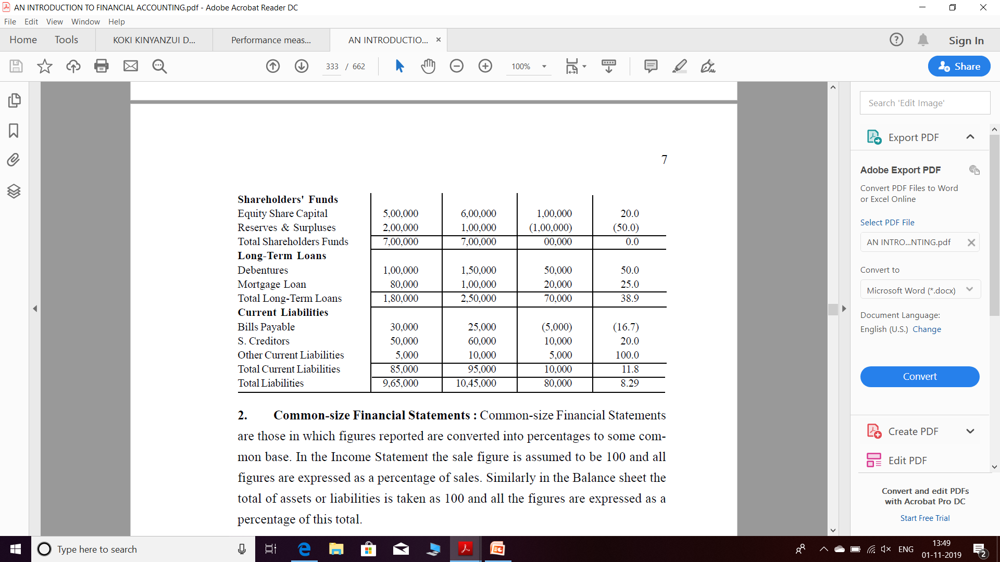 AN INTRODUCTION TO FINANCIAL ACCOUNTING.pdf - Adobe Acrobat Reader DC
File Edit View Window Help
Home Tools KOKI KINYANZUI D... Performance meas... AN INTRODUCTIO... × Sign In
333 / 662 100% Share
Search 'Edit Image'
Export PDF
Adobe Export PDF
Convert PDF Files to Word
or Excel Online
Select PDF File
AN INTRO...NTING.pdf
Convert to
Microsoft Word (*.docx)
Document Language:
English (U.S.) Change
Convert
Create PDF
Edit PDF
Convert and edit PDFs
with Acrobat Pro DC
Start Free Trial
7
Shareholders' Funds
Equity Share Capital 5,00,000 6,00,000 1,00,000 20.0
Reserves & Surpluses 2,00,000 1,00,000 (1,00,000) (50.0)
Total Shareholders Funds 7,00,000 7,00,000 00,000 0.0
Long-Term Loans
Debentures 1,00,000 1,50,000 50,000 50.0
Mortgage Loan 80,000 1,00,000 20,000 25.0
Total Long-Term Loans 1,80,000 2,50,000 70,000 38.9
Current Liabilities
Bills Payable 30,000 25,000 (5,000) (16.7)
S. Creditors 50,000 60,000 10,000 20.0
Other Current Liabilities 5,000 10,000 5,000 100.0
Total Current Liabilities 85,000 95,000 10,000 11.8
Total Liabilities 9,65,000 10,45,000 80,000 8.29
2. Common-size Financial Statements : Common-size Financial Statements
are those in which figures reported are converted into percentages to some com-
mon base. In the Income Statement the sale figure is assumed to be 100 and all
figures are expressed as a percentage of sales. Similarly in the Balance sheet the
total of assets or liabilities is taken as 100 and all the figures are expressed as a
percentage of this total.
Type here to search
ENG
13:49
01-11-2019
2